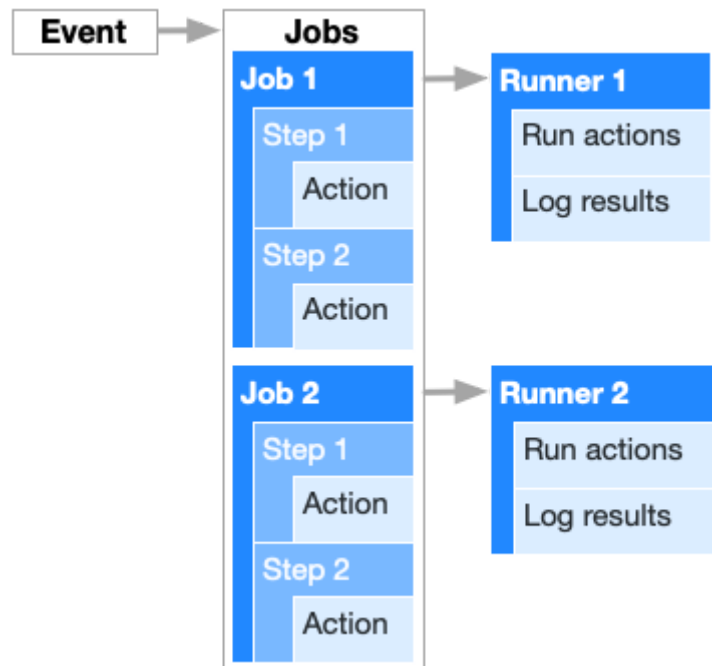 Event
Jobs
Job 1
Step 1
Action
Step 2
Action
Runner 1
Run actions
Log results
Job 2
Step 1
Action
Step 2
Action
Runner 2
Run actions
Log results